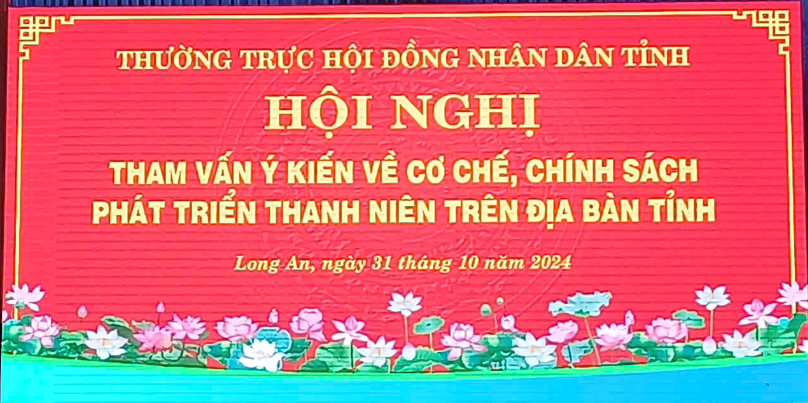 THƯỜNG TRỰC HỘI ĐỒNG NHÂN DÂN TỈNH
HỘI NGHỊ
THAM VẤN Ý KIẾN VỀ CƠ CHẾ, CHÍNH SÁCH
PHÁT TRIỂN THANH NIÊN TRÊN ĐỊA BÀN TỈNH
Long An, ngày 31 tháng 10 năm 2024